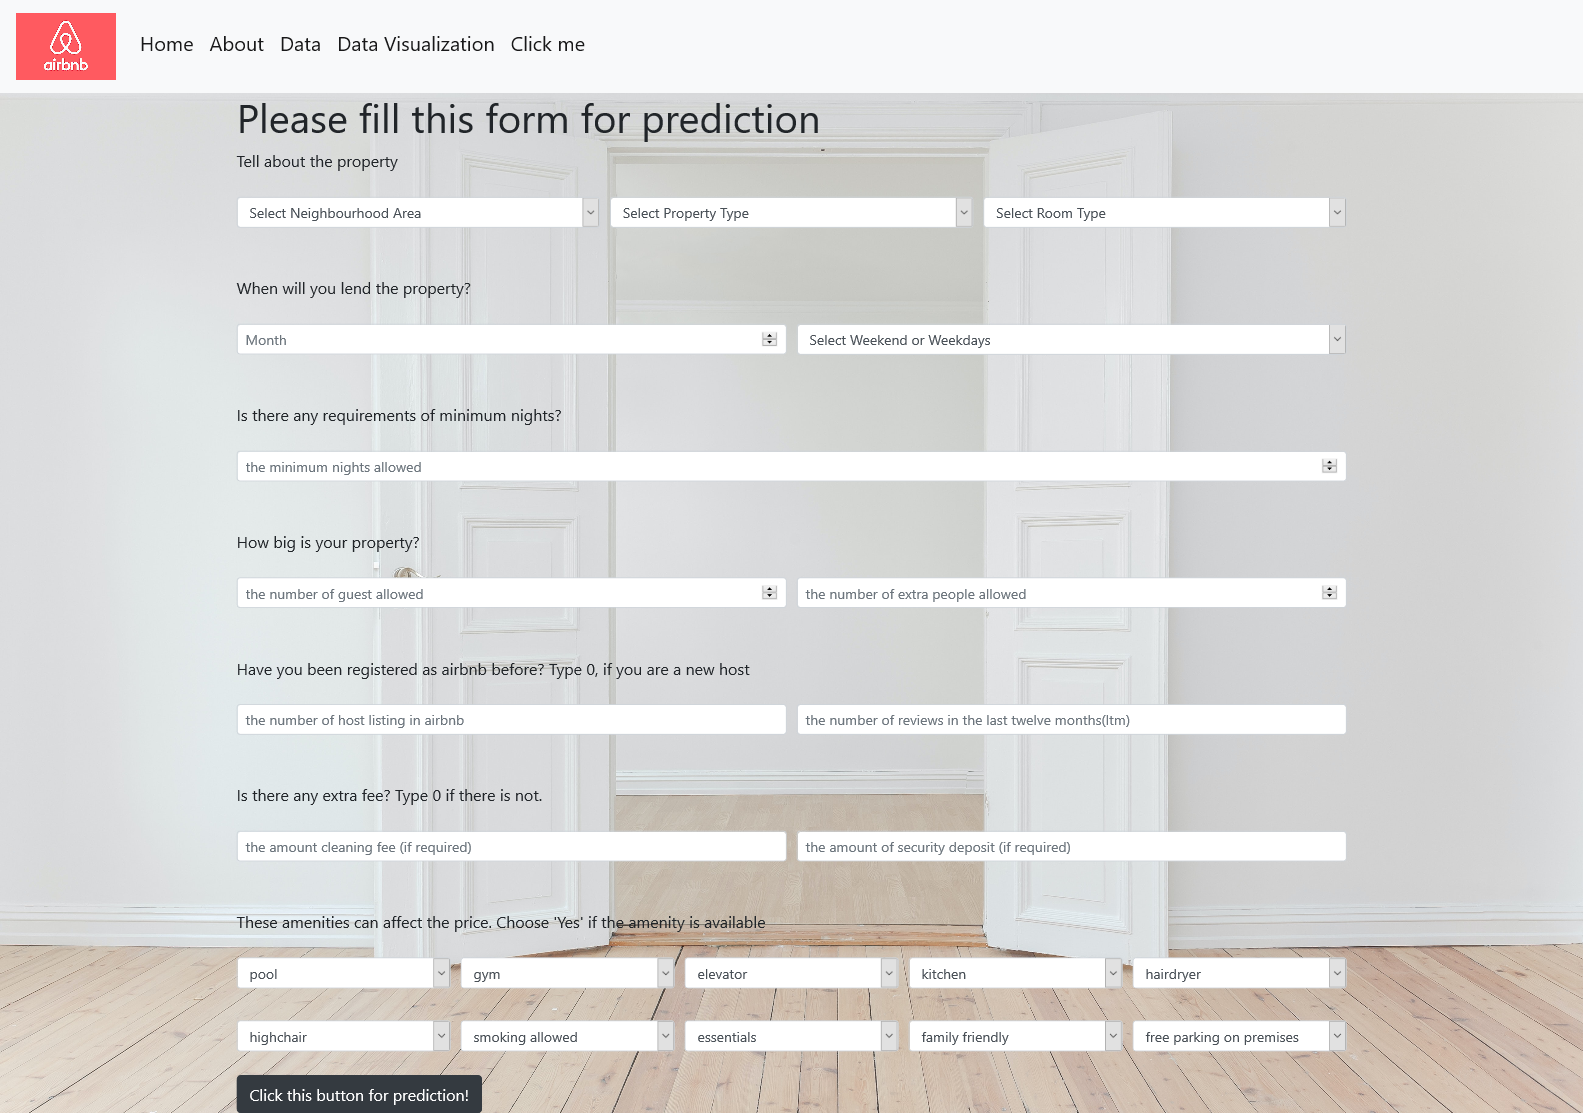 airbnb
Home About Data Data Visualization Click me
Please fill this form for prediction
Tell about the property
Select Neighbourhood Area Select Property Type Select Room Type
When will you lend the property?
Month Select Weekend or Weekdays
Is there any requirements of minimum nights?
the minimum nights allowed
How big is your property?
the number of guest allowed the number of extra people allowed
Have you been registered as airbnb before? Type 0, if you are a new host
the number of host listing in airbnb the number of reviews in the last twelve months(ltm)
Is there any extra fee? Type 0 if there is not.
the amount cleaning fee (if required) the amount of security deposit (if required)
These amenities can affect the price. Choose 'Yes' if the amenity is available
pool gym elevator kitchen hairdryer
highchair smoking allowed essentials family friendly free parking on premises
Click this button for prediction!